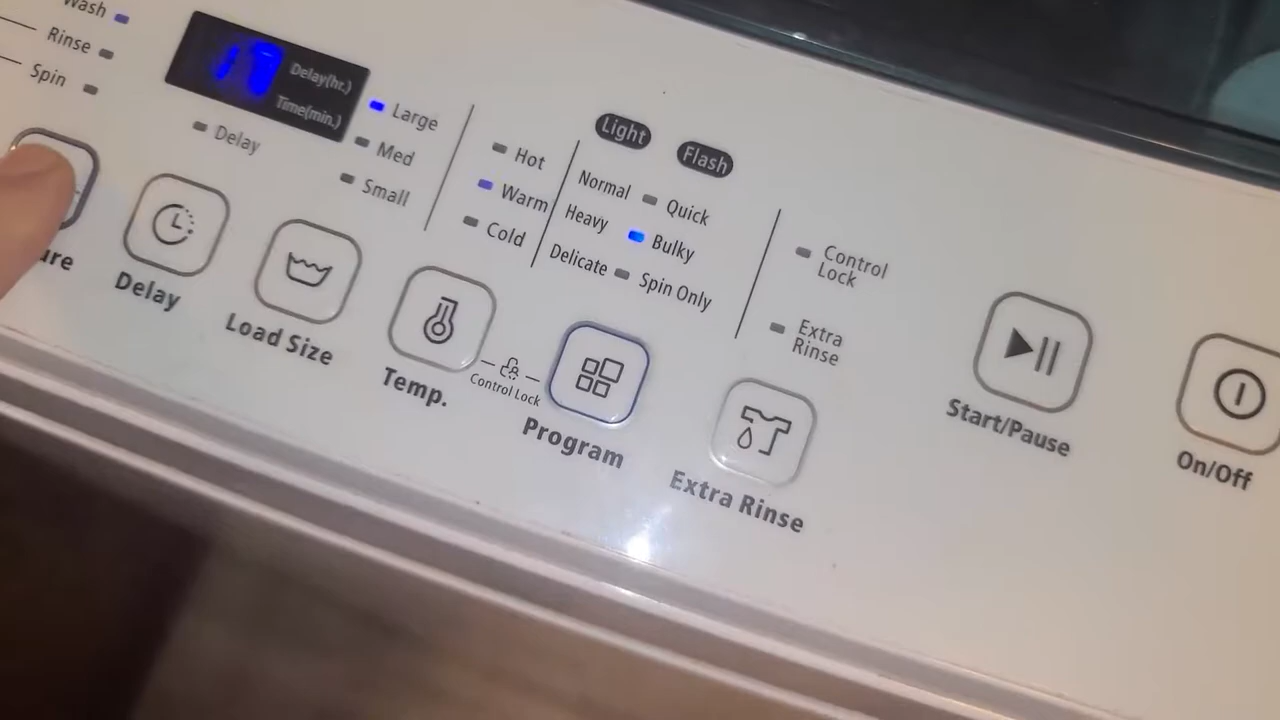 Wash
Rinse
Spin
Delay(hr.)
Time(min.)
Delay
Large
Med
Small
Hot
Warm
Cold
Light
Flash
Normal
Quick
Heavy
Bulky
Delicate
Spin Only
Control
Lock
Extra
Rinse
ure
Delay
Load Size
Temp.
Control Lock
Program
Extra Rinse
Start/Pause
On/Off